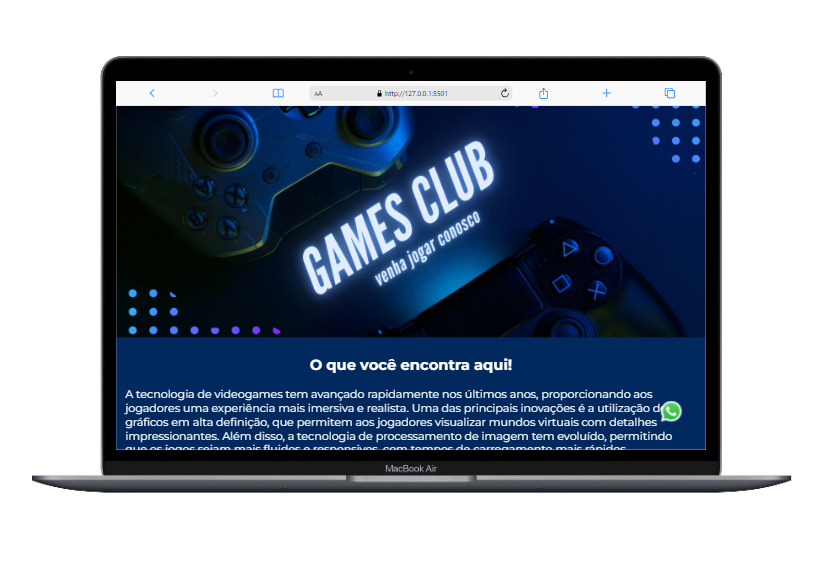 AA http://127.0.0.1:5501
GAMES CLUB
venha jogar conosco
O que você encontra aqui!
A tecnologia de videogames tem avançado rapidamente nos últimos anos, proporcionando aos
jogadores uma experiência mais imersiva e realista. Uma das principais inovações é a utilização
gráficos em alta definição, que permitem aos jogadores visualizar mundos virtuais com detalhes
impressionantes. Além disso, a tecnologia de processamento de imagem tem evoluído, permitindo
que os jogos sejam mais fluidos e responsivos, com tempos de carregamento mais rápidos.
MacBook Air